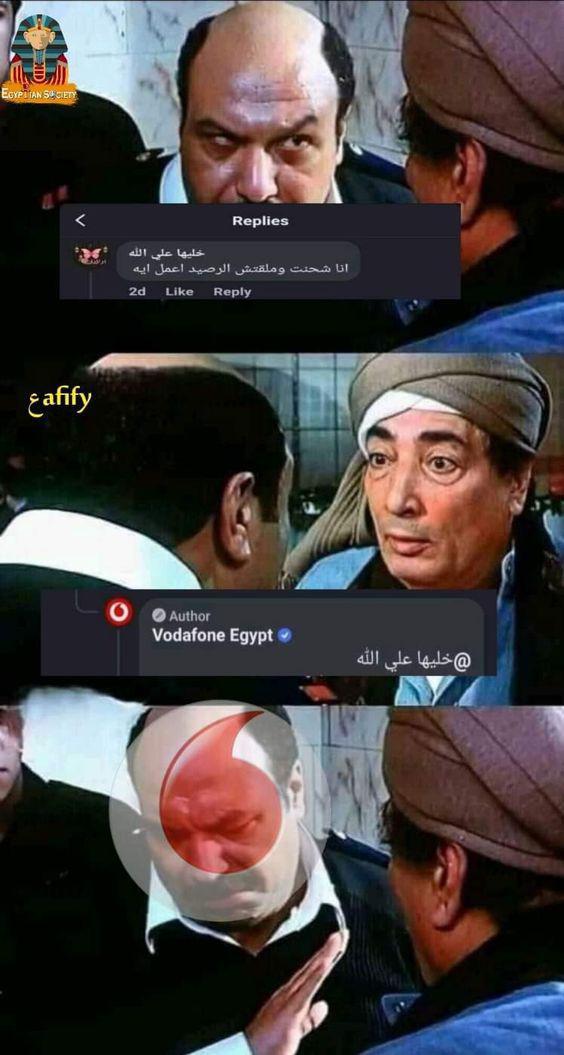 EGYPTIAN SOCIETY
Replies
خليها علي الله
انا شحنت وملقتش الرصيد اعمل ايه
2d Like Reply
عafify
Author
Vodafone Egypt
@خليها علي الله